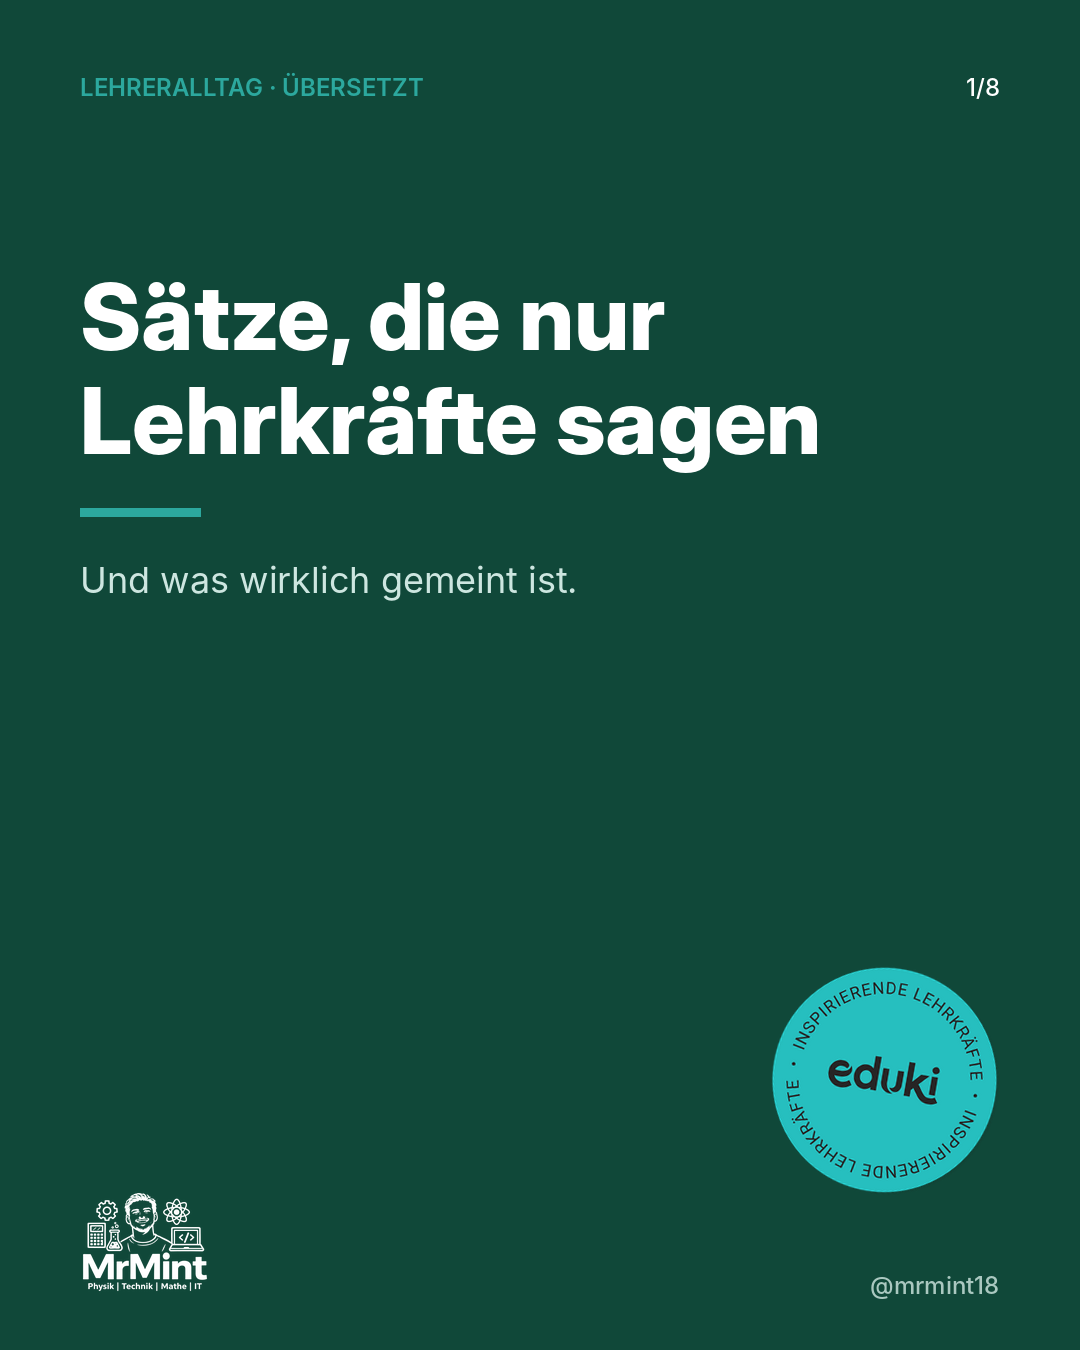 LEHRERALLTAG · ÜBERSETZT
1/8
Sätze, die nur
Lehrkräfte sagen
Und was wirklich gemeint ist.
INSPIRIERENDE LEHRKRÄFTE • INSPIRIERENDE LEHRKRÄFTE •
eduki
</>
MrMint
Physik | Technik | Mathe | IT
@mrmint18